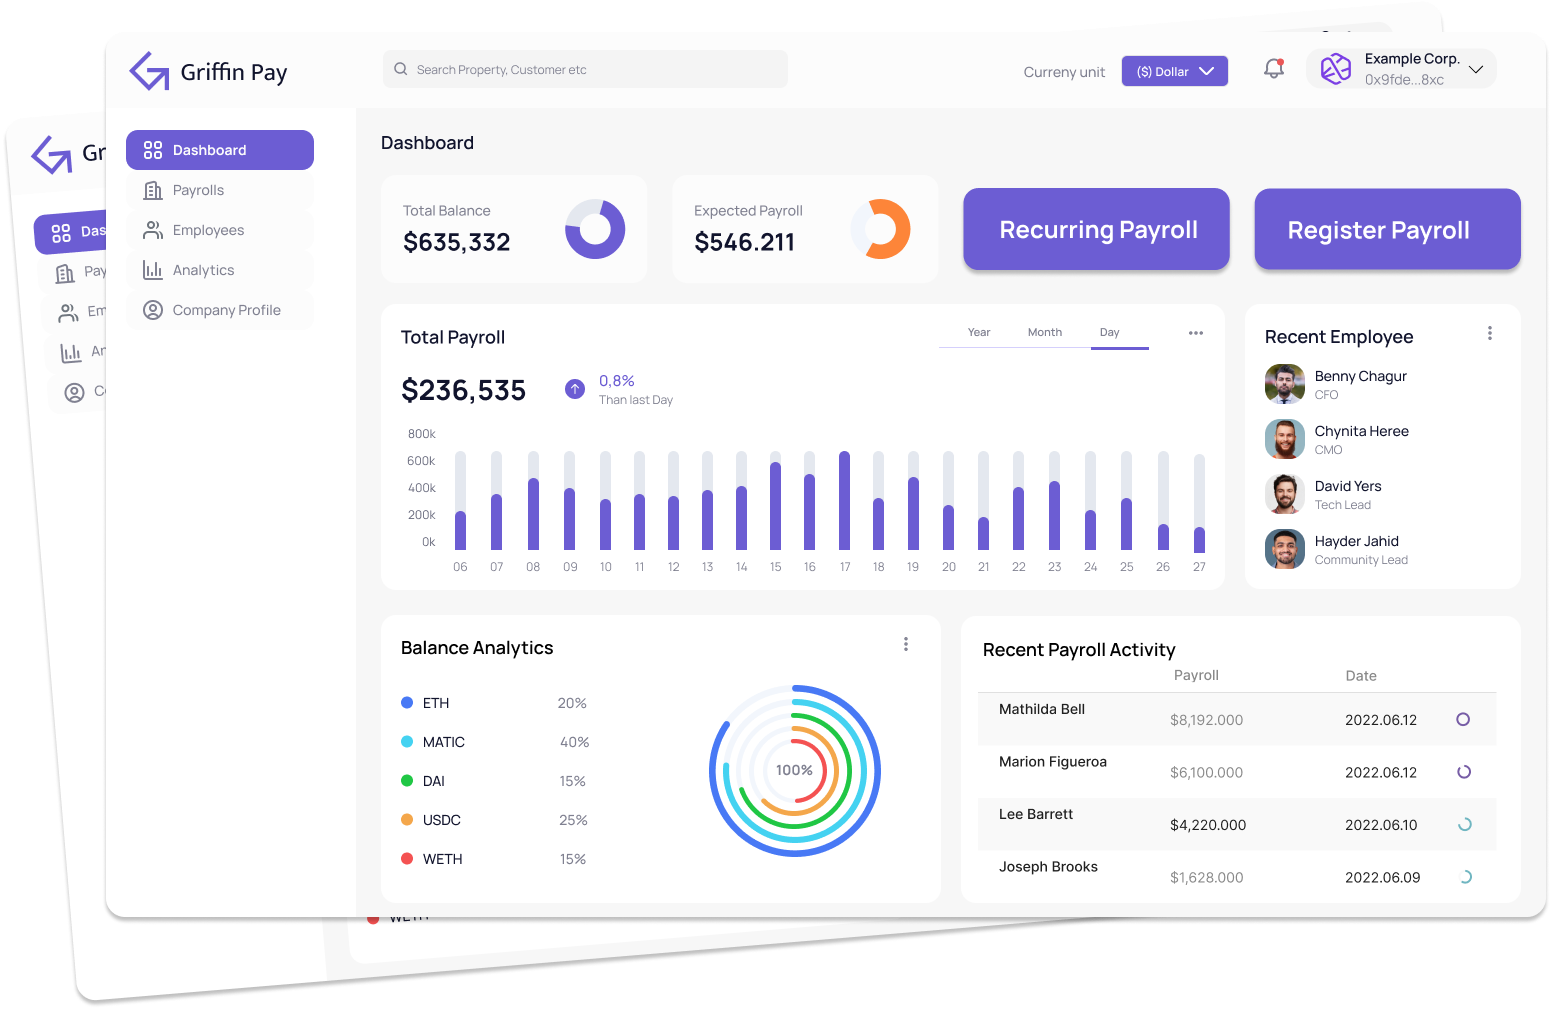 Griffin Pay
Search Property, Customer etc
Curreny unit
($) Dollar
Example Corp.
0x9fde...8xc
Dashboard
Payrolls
Employees
Analytics
Company Profile
Dashboard
Total Balance
$635,332
Expected Payroll
$546.211
Recurring Payroll
Register Payroll
Total Payroll
Year Month Day
$236,535
0,8%
Than last Day
800k
600k
400k
200k
0k
06 07 08 09 10 11 12 13 14 15 16 17 18 19 20 21 22 23 24 25 26 27
Recent Employee
Benny Chagur
CFO
Chynita Heree
CMO
David Yers
Tech Lead
Hayder Jahid
Community Lead
Balance Analytics
ETH 20%
MATIC 40%
DAI 15%
USDC 25%
WETH 15%
100%
Recent Payroll Activity
Payroll Date
Mathilda Bell $8,192.000 2022.06.12
Marion Figueroa $6,100.000 2022.06.12
Lee Barrett $4,220.000 2022.06.10
Joseph Brooks $1,628.000 2022.06.09
Gr
Das
Pay
Em
An
WETH